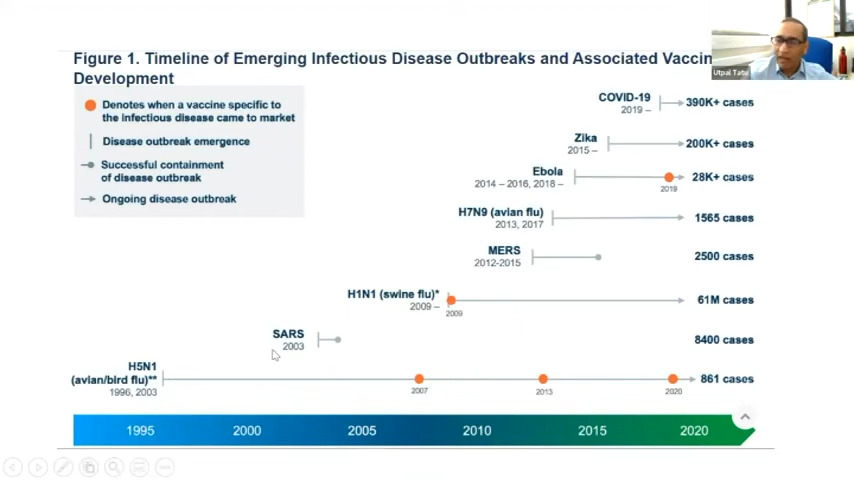 Figure 1. Timeline of Emerging Infectious Disease Outbreaks and Associated Vaccin
Development
Utpal Tatu
Denotes when a vaccine specific to
the infectious disease came to market
Disease outbreak emergence
Successful containment
of disease outbreak
Ongoing disease outbreak
COVID-19
2019 –
390K+ cases
Zika
2015 –
200K+ cases
Ebola
2014 – 2016, 2018 –
2019
28K+ cases
H7N9 (avian flu)
2013, 2017
1565 cases
MERS
2012-2015
2500 cases
H1N1 (swine flu)*
2009 –
2009
61M cases
SARS
2003
8400 cases
H5N1
(avian/bird flu)**
1996, 2003
2007
2013
2020
861 cases
1995
2000
2005
2010
2015
2020